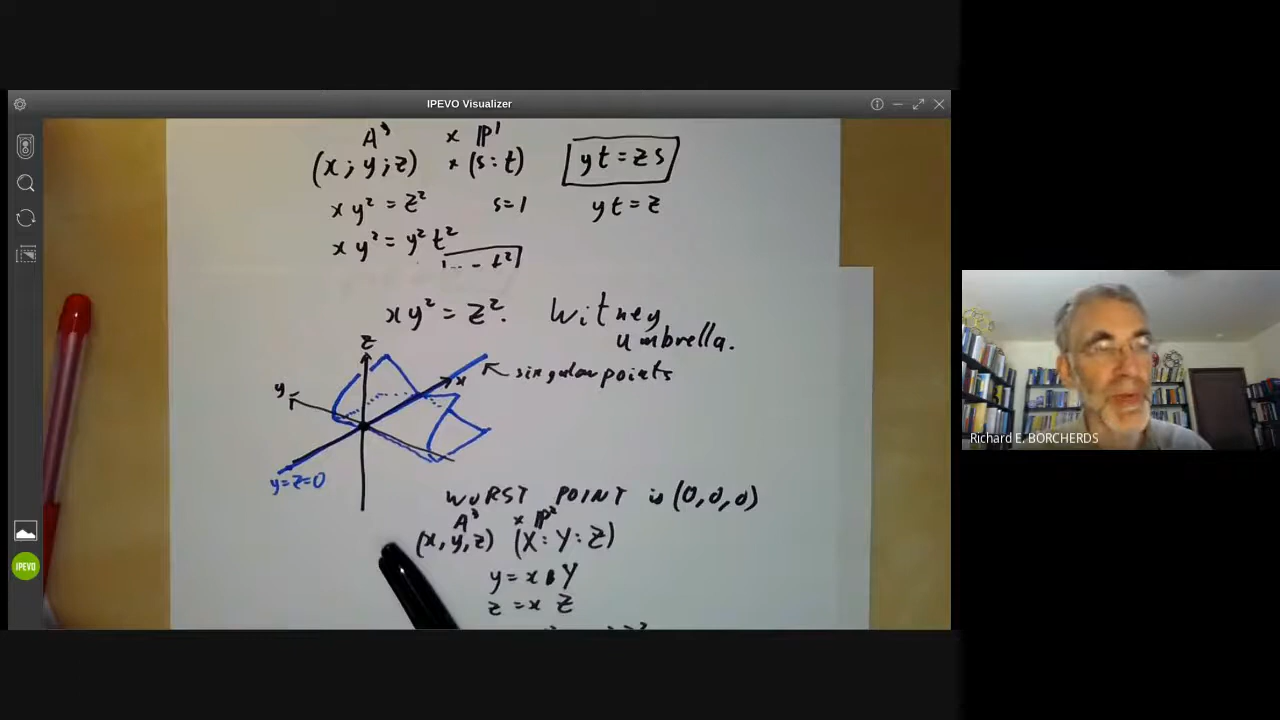 IPEVO Visualizer
A³ × P¹
(x, y, z) × (s : t)
yt = zs
xy² = z² s=1 yt = z
xy² = y²t²
xy² = z². Witney
umbrella.
z
y
x
singular points
y=z=0
WORST POINT is (0, 0, 0)
A³ × P²
(x, y, z) (X : Y : Z)
y = x Y
z = x Z
Richard E. BORCHERDS
IPEVO